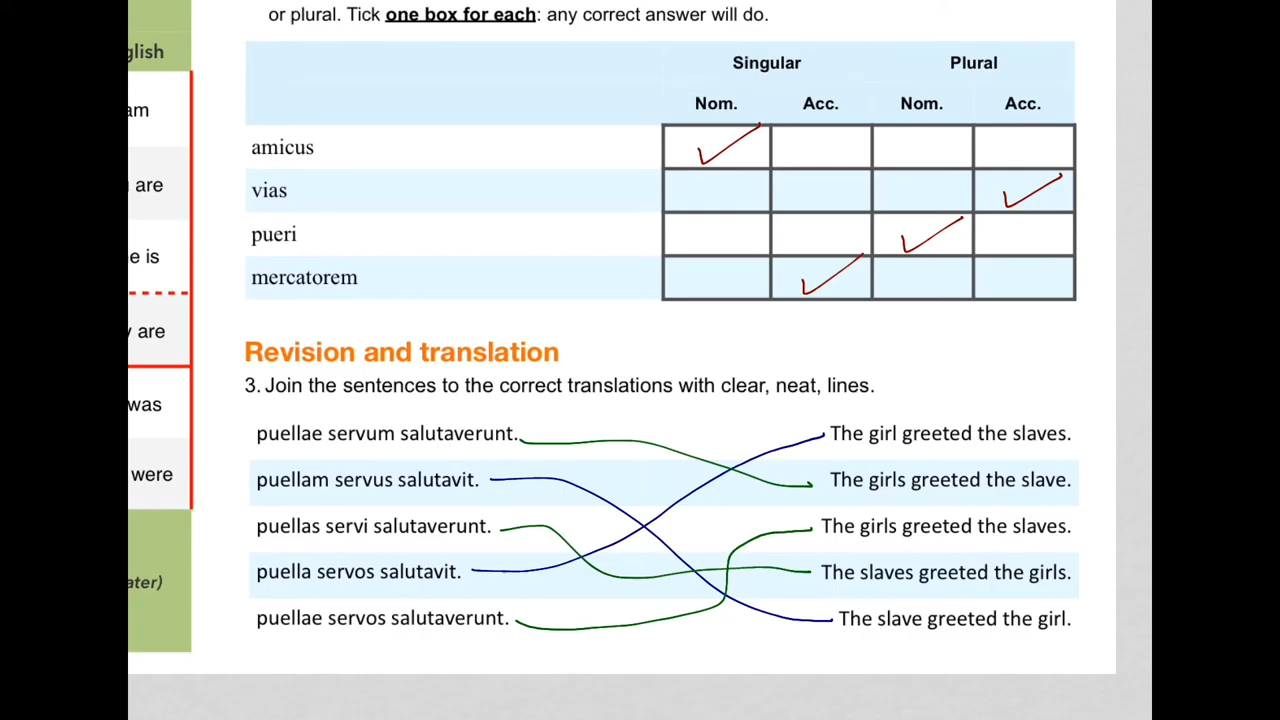 or plural. Tick one box for each: any correct answer will do.
glish
am
are
e is
y are
was
were
ater)
Singular Plural
Nom. Acc. Nom. Acc.
amicus
vias
pueri
mercatorem
Revision and translation
3. Join the sentences to the correct translations with clear, neat, lines.
puellae servum salutaverunt. The girl greeted the slaves.
puellam servus salutavit. The girls greeted the slave.
puellas servi salutaverunt. The girls greeted the slaves.
puella servos salutavit. The slaves greeted the girls.
puellae servos salutaverunt. The slave greeted the girl.